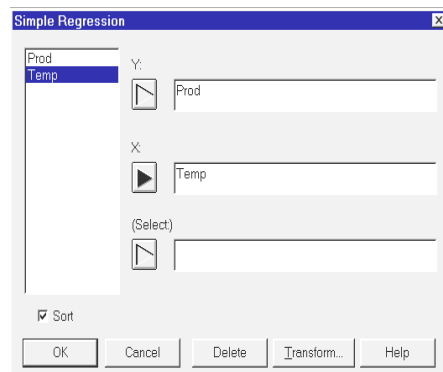 Simple Regression
Prod
Temp
Y:
Prod
X:
Temp
(Select:)
Sort
OK Cancel Delete Transform... Help